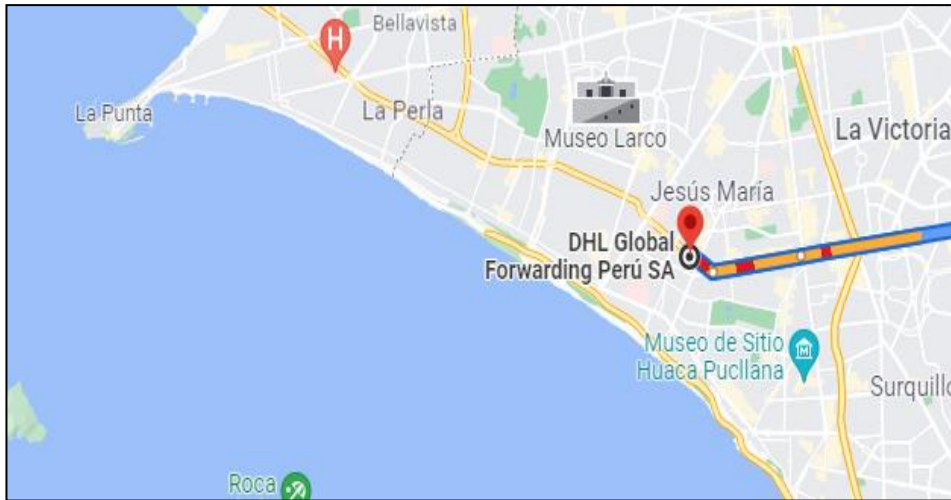 Bellavista
H
La Punta
La Perla
Museo Larco
La Victoria
Jesús María
DHL Global
Forwarding Perú SA
Museo de Sitio
Huaca Pucllana
M
Surquillo
Roca